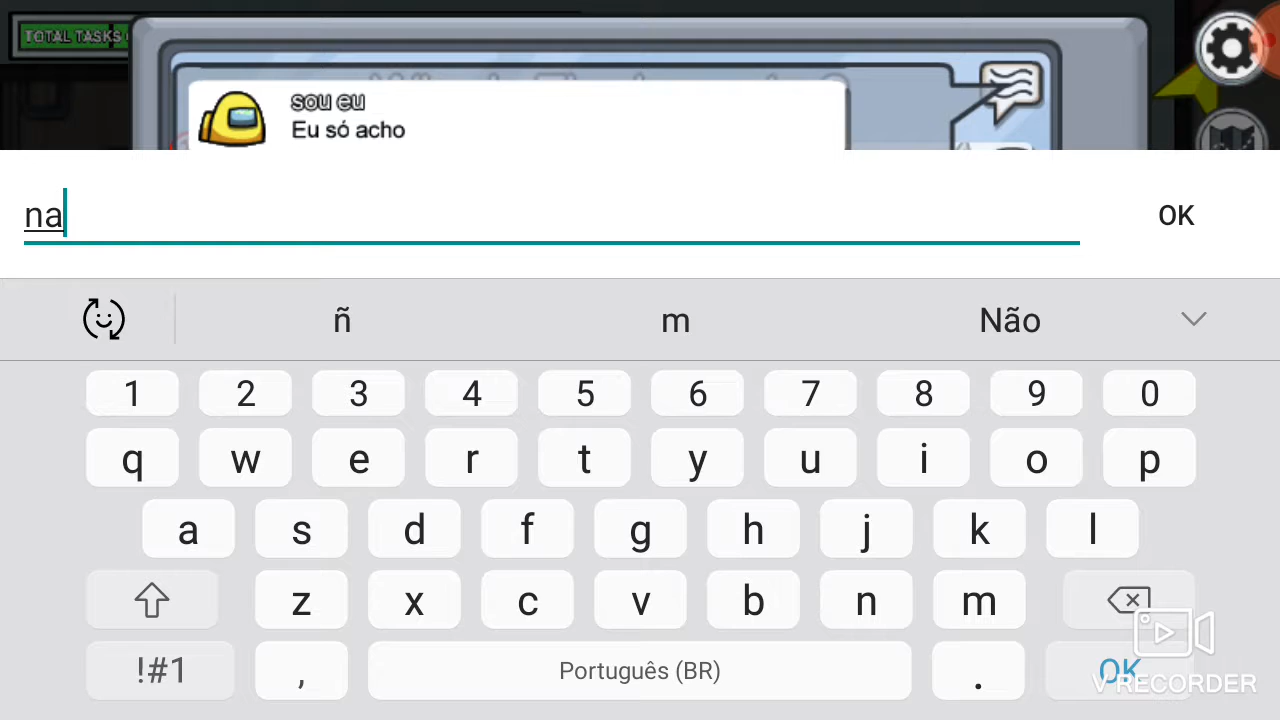 TOTAL TASKS
sou eu
Eu só acho
na
OK
ñ m Não
1 2 3 4 5 6 7 8 9 0
q w e r t y u i o p
a s d f g h j k l
z x c v b n m
!#1 , Português (BR) . OK
V RECORDER